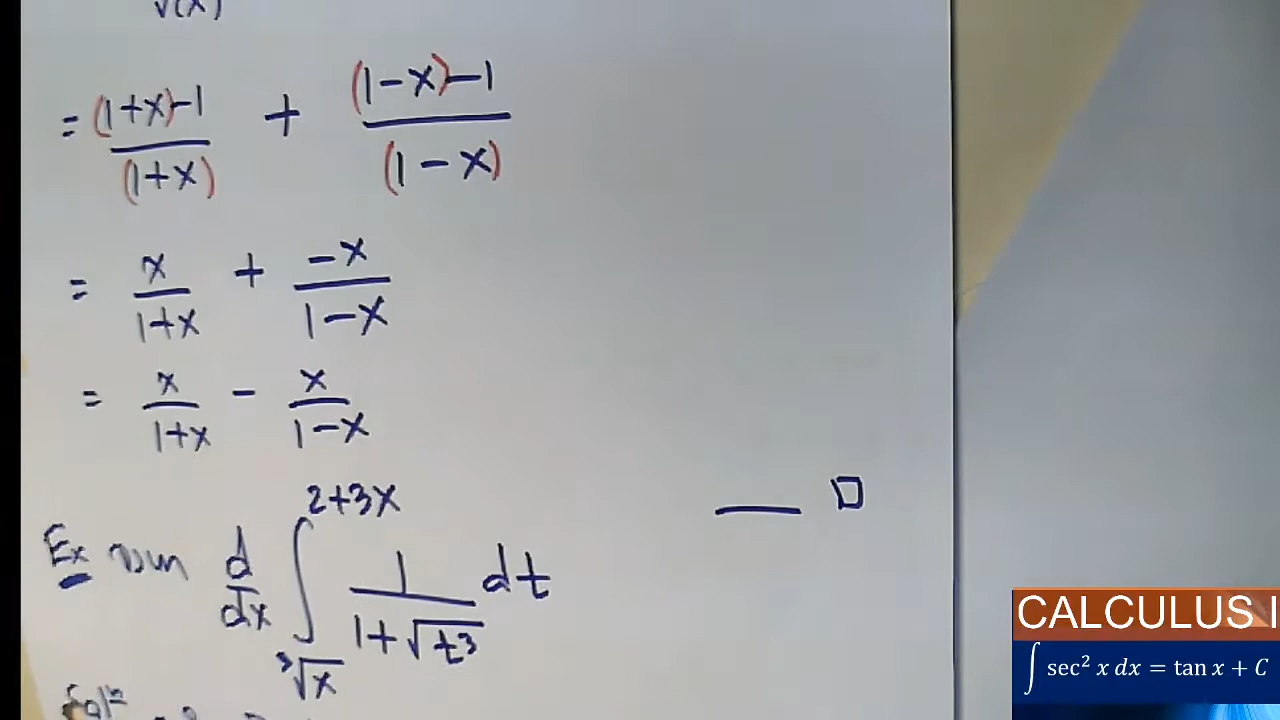 v(x)
= ((1+x)-1)/(1+x) + ((1-x)-1)/(1-x)
= x/(1+x) + -x/(1-x)
= x/(1+x) - x/(1-x)
Ex d/dx ∫_{³√x}^{2+3x} 1/(1+√t³) dt
CALCULUS I
∫ sec² x dx = tan x + C